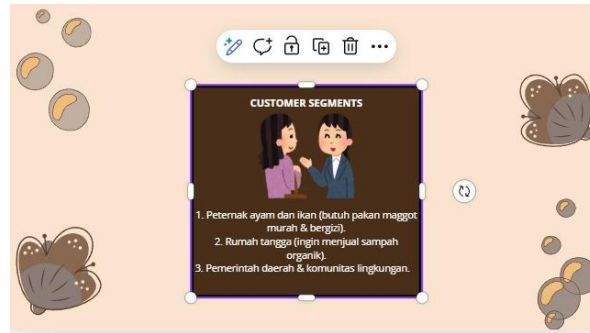 CUSTOMER SEGMENTS
1. Peternak ayam dan ikan (butuh pakan maggot
murah & bergizi).
2. Rumah tangga (ingin menjual sampah
organik).
3. Pemerintah daerah & komunitas lingkungan.